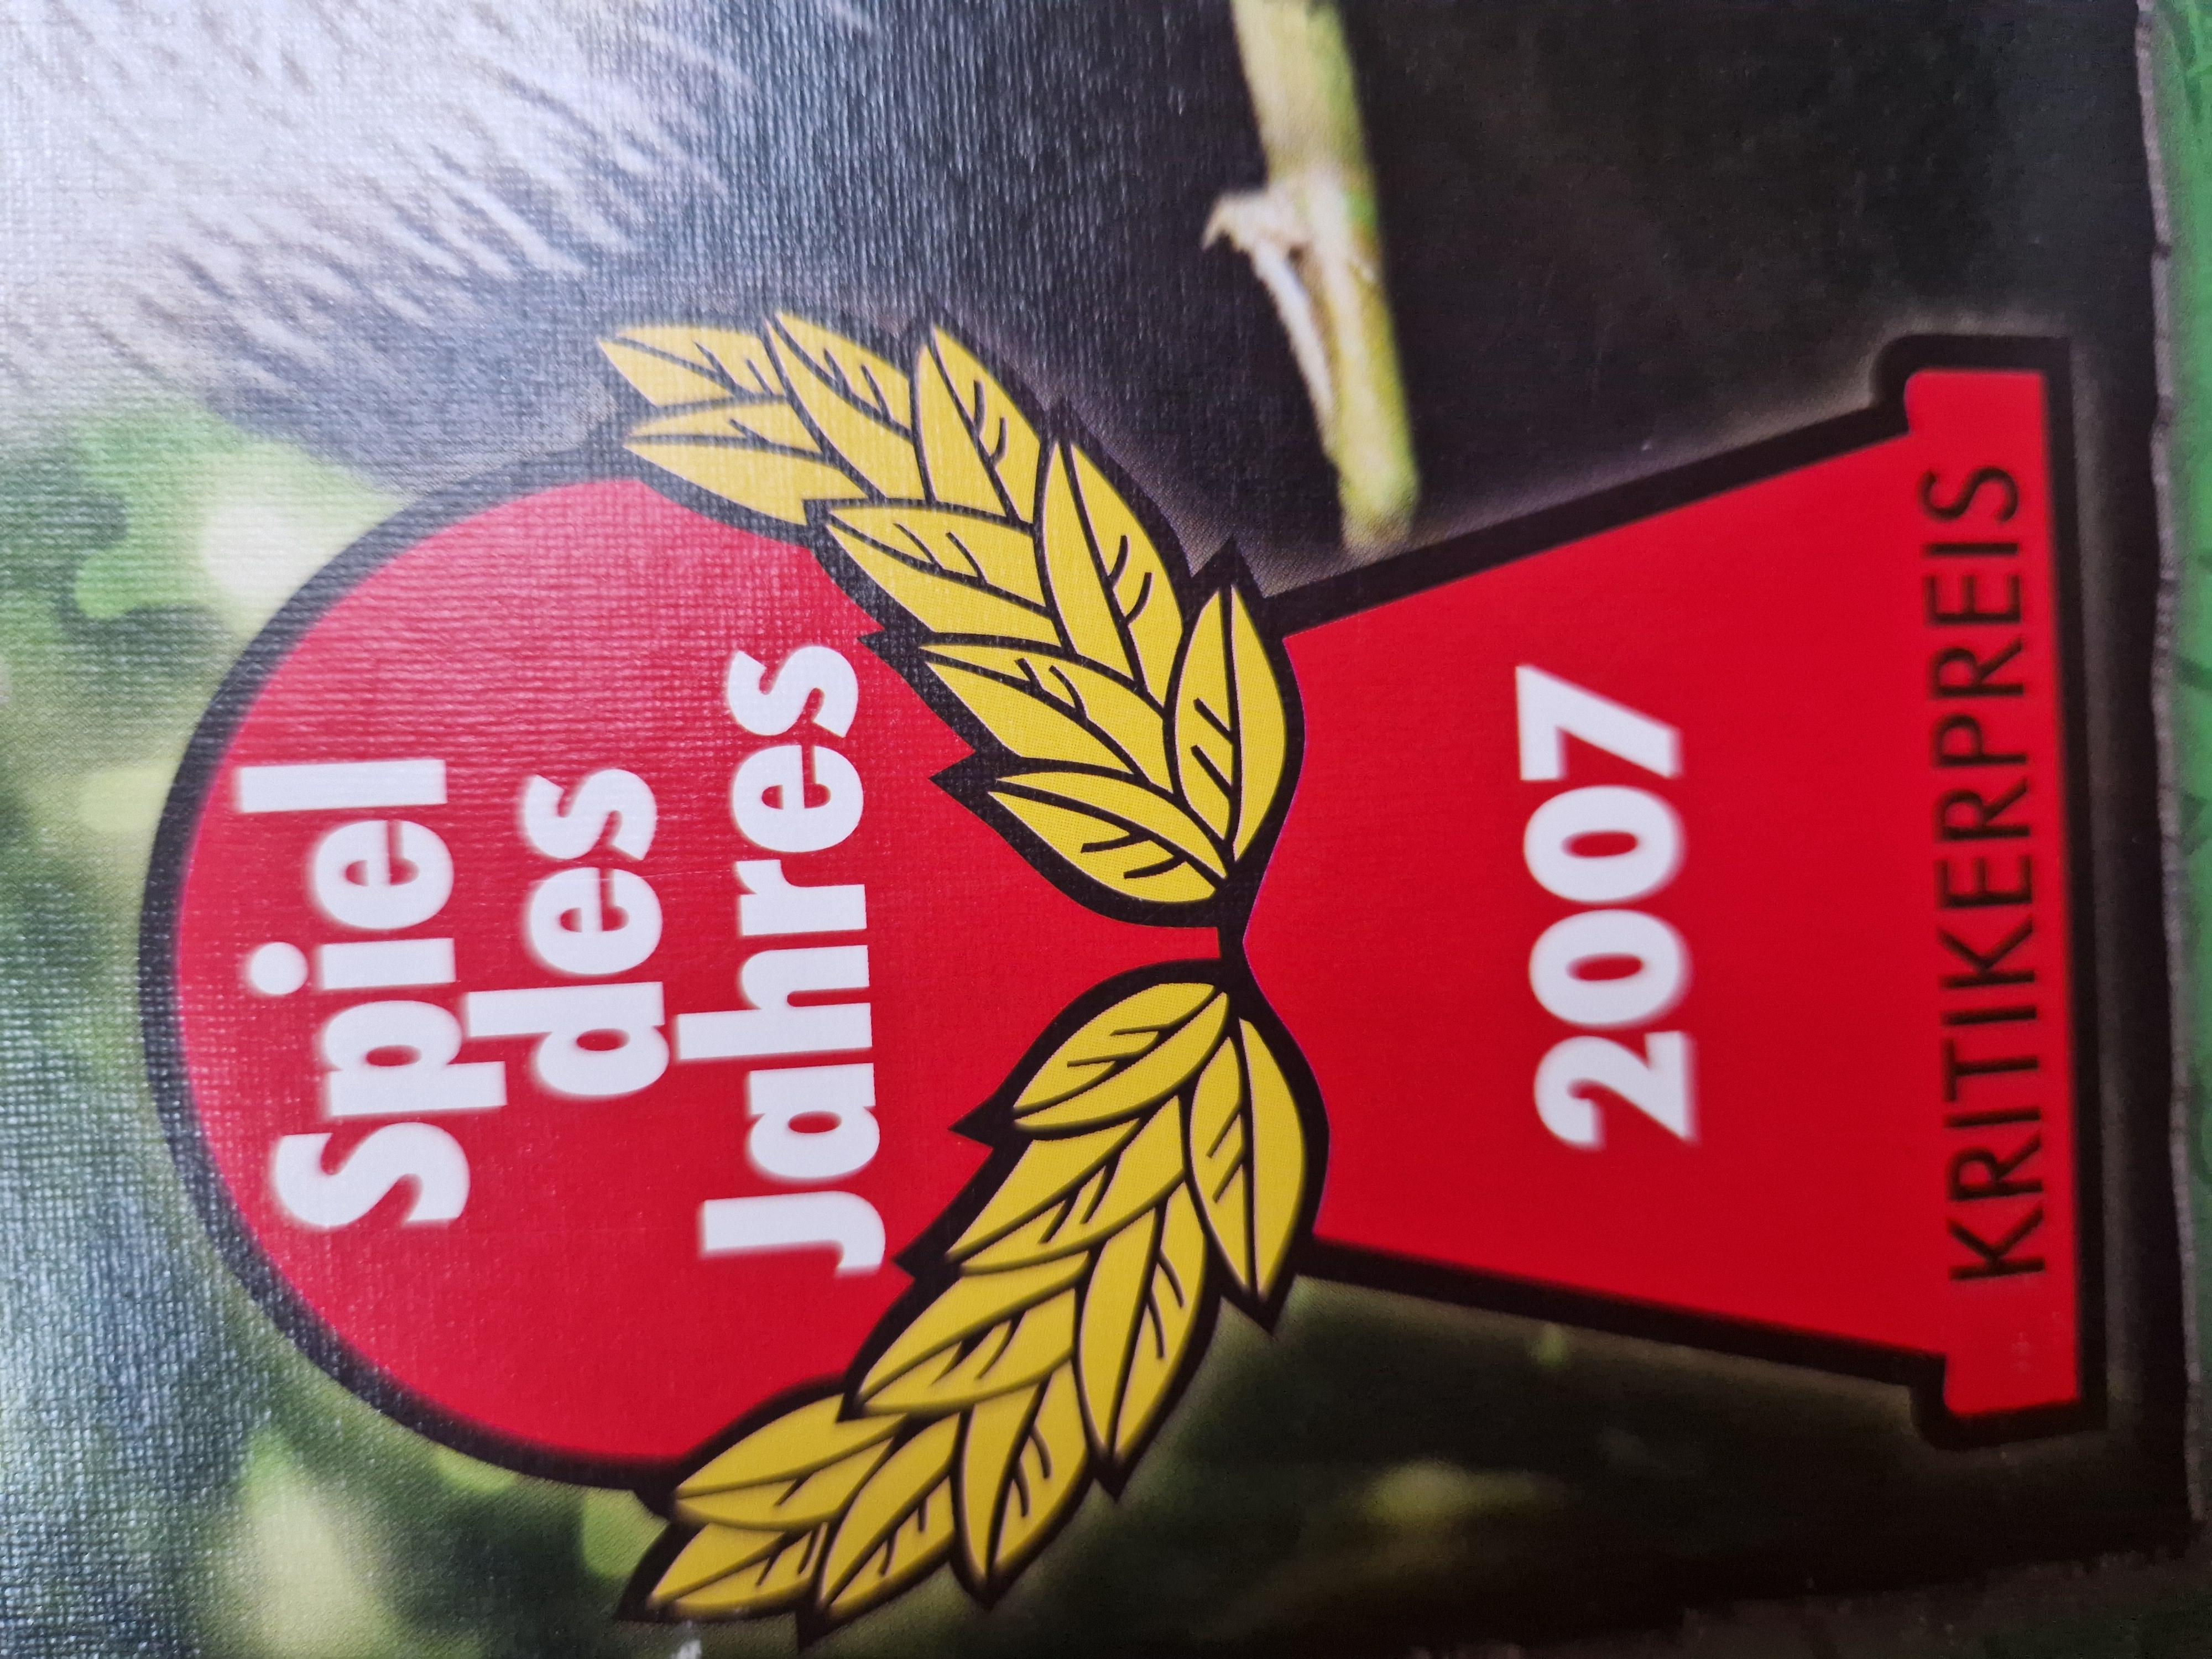 Spiel
des
Jahres
2007
KRITIKERPREIS